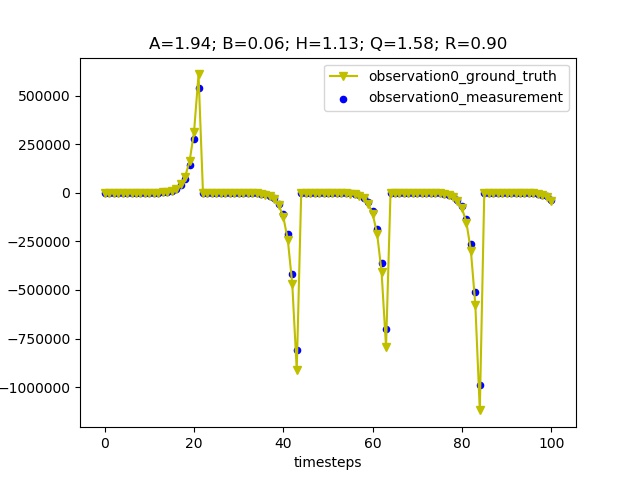 A=1.94; B=0.06; H=1.13; Q=1.58; R=0.90
observation0_ground_truth
observation0_measurement
500000
250000
0
−250000
−500000
−750000
−1000000
0 20 40 60 80 100
timesteps